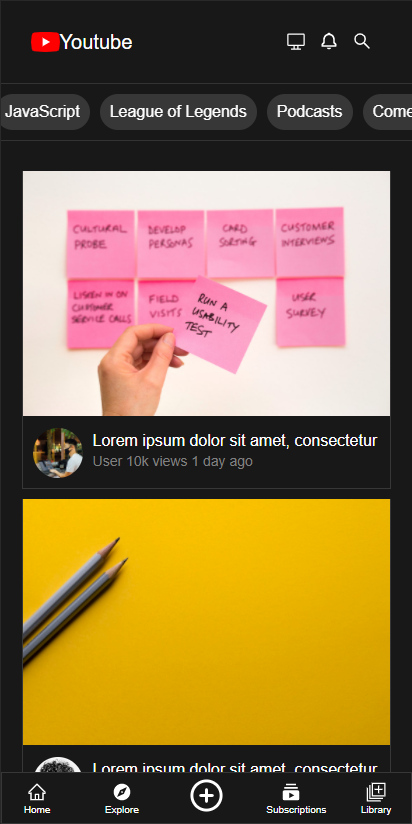 Youtube
JavaScript League of Legends Podcasts Come
CULTURAL PROBE
DEVELOP PERSONAS
CARD SORTING
CUSTOMER INTERVIEWS
LISTEN IN ON CUSTOMER SERVICE CALLS
FIELD VISITS
RUN A USABILITY TEST
USER SURVEY
Lorem ipsum dolor sit amet, consectetur
User 10k views 1 day ago
Lorem ipsum dolor sit amet, consectetur
Home Explore Subscriptions Library